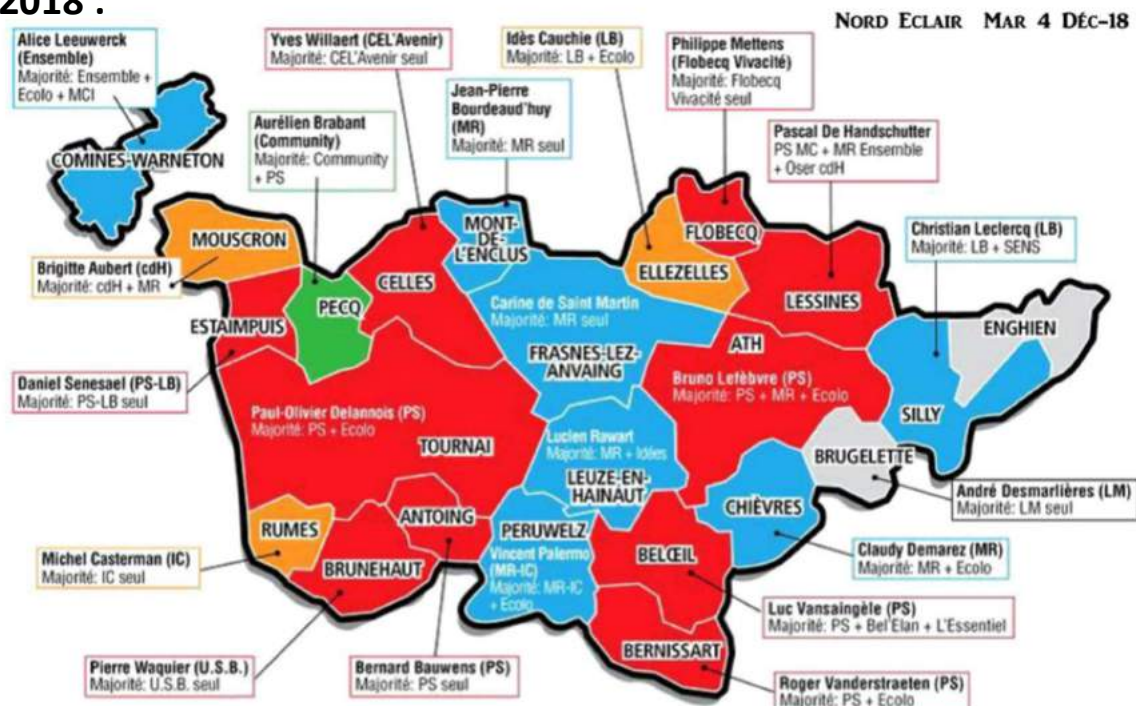 2018 :
NORD ECLAIR MAR 4 DÉC-18
Alice Leeuwerck
(Ensemble)
Majorité: Ensemble +
Ecolo + MCI
Yves Willaert (CEL'Avenir)
Majorité: CEL'Avenir seul
Idès Cauchie (LB)
Majorité: LB + Ecolo
Philippe Mettens
(Flobecq Vivacité)
Majorité: Flobecq
Vivacité seul
Jean-Pierre
Bourdeaud'huy
(MR)
Majorité: MR seul
Aurélien Brabant
(Community)
Majorité: Community
+ PS
Pascal De Handschutter
PS MC + MR Ensemble
+ Oser cdH
COMINES-WARNETON
Christian Leclercq (LB)
Majorité: LB + SENS
MOUSCRON
MONT-
DE-
L'ENCLUS
FLOBECQ
Brigitte Aubert (cdH)
Majorité: cdH + MR
CELLES
ELLEZELLES
PECQ
LESSINES
Carine de Saint Martin
Majorité: MR seul
ESTAIMPUIS
ENGHIEN
ATH
FRASNES-LEZ-
ANVAING
Daniel Senesael (PS-LB)
Majorité: PS-LB seul
Bruno Lefèbvre (PS)
Majorité: PS + MR + Ecolo
Paul-Olivier Delannois (PS)
Majorité: PS + Ecolo
SILLY
TOURNAI
Lucien Rawart
Majorité: MR + Idées
BRUGELETTE
LEUZE-EN-
HAINAUT
André Desmarlières (LM)
Majorité: LM seul
CHIÈVRES
ANTOING
RUMES
PERUWELZ
Michel Casterman (IC)
Majorité: IC seul
Vincent Palermo
(MR-IC)
Majorité: MR-IC
+ Ecolo
BELŒIL
Claudy Demarez (MR)
Majorité: MR + Ecolo
BRUNEHAUT
Luc Vansaingèle (PS)
Majorité: PS + Bel'Elan + L'Essentiel
BERNISSART
Pierre Waquier (U.S.B.)
Majorité: U.S.B. seul
Bernard Bauwens (PS)
Majorité: PS seul
Roger Vanderstraeten (PS)
Majorité: PS + Ecolo